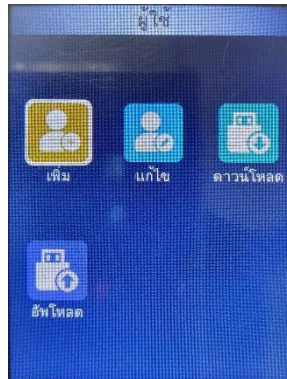 ผู้ใช้
เพิ่ม
แก้ไข
ดาวน์โหลด
อัพโหลด